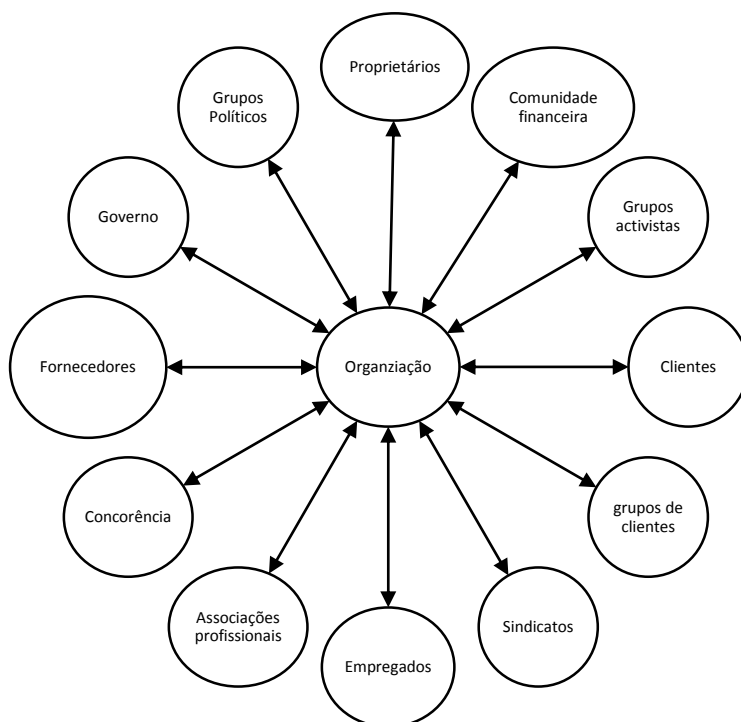 Proprietários
Comunidade
financeira
Grupos
Políticos
Grupos
activistas
Governo
Fornecedores
Organziação
Clientes
Concorência
grupos de
clientes
Associações
profissionais
Sindicatos
Empregados